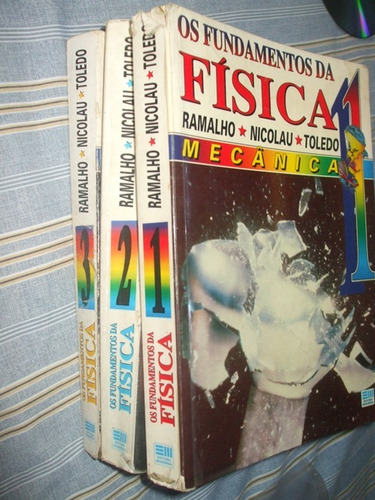 OS FUNDAMENTOS DA
FÍSICA
1
RAMALHO ★ NICOLAU ★ TOLEDO
MECÂNICA
RAMALHO ★ NICOLAU ★ TOLEDO
3
OS FUNDAMENTOS DA
FÍSICA
RAMALHO ★ NICOLAU ★ TOLEDO
2
OS FUNDAMENTOS DA
FÍSICA
RAMALHO ★ NICOLAU ★ TOLEDO
1
OS FUNDAMENTOS DA
FÍSICA